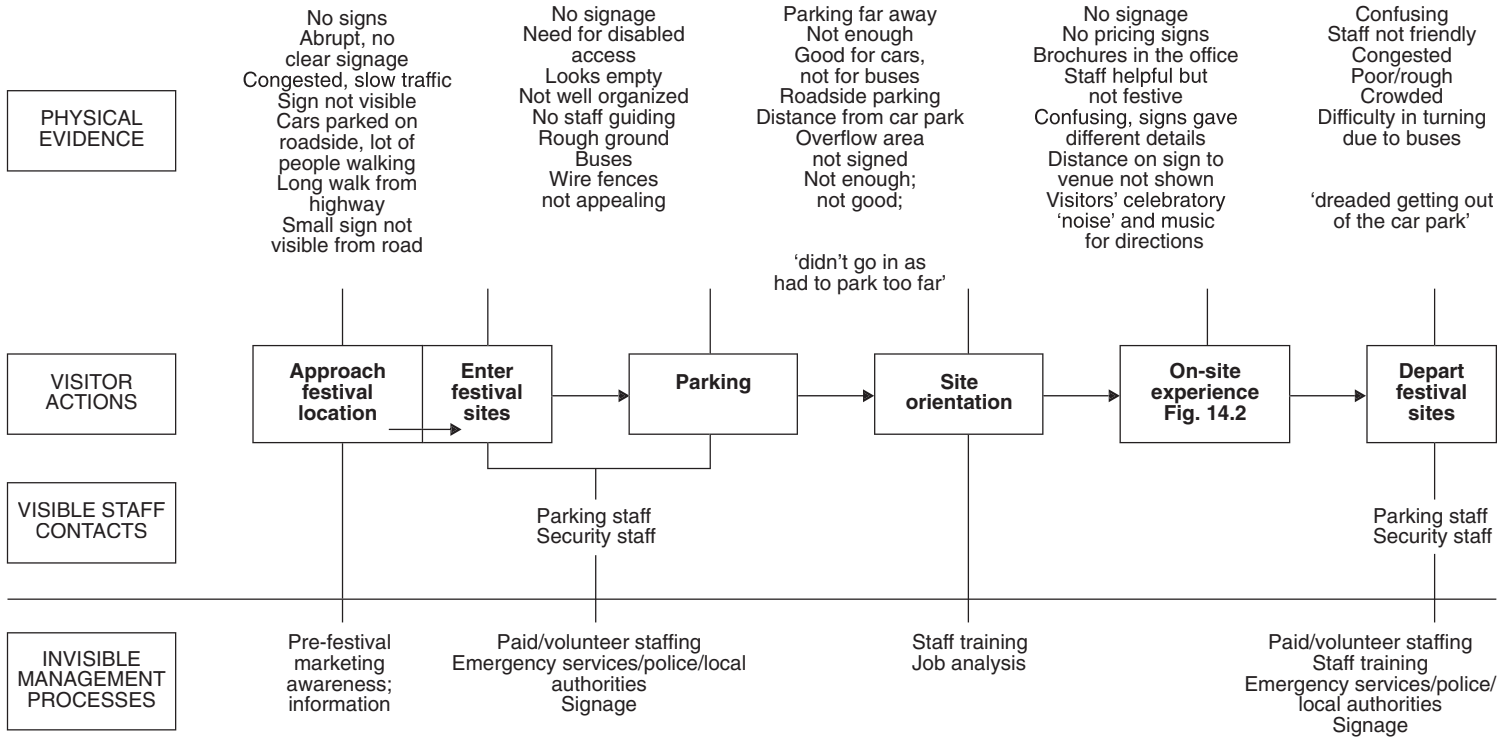 PHYSICAL
EVIDENCE
No signs
Abrupt, no
clear signage
Congested, slow traffic
Sign not visible
Cars parked on
roadside, lot of
people walking
Long walk from
highway
Small sign not
visible from road
No signage
Need for disabled
access
Looks empty
Not well organized
No staff guiding
Rough ground
Buses
Wire fences
not appealing
Parking far away
Not enough
Good for cars,
not for buses
Roadside parking
Distance from car park
Overflow area
not signed
Not enough;
not good;
‘didn’t go in as
had to park too far’
No signage
No pricing signs
Brochures in the office
Staff helpful but
not festive
Confusing, signs gave
different details
Distance on sign to
venue not shown
Visitors’ celebratory
‘noise’ and music
for directions
Confusing
Staff not friendly
Congested
Poor/rough
Crowded
Difficulty in turning
due to buses
‘dreaded getting out
of the car park’
VISITOR
ACTIONS
Approach
festival
location
Enter
festival
sites
Parking
Site
orientation
On-site
experience
Fig. 14.2
Depart
festival
sites
VISIBLE STAFF
CONTACTS
Parking staff
Security staff
Parking staff
Security staff
INVISIBLE
MANAGEMENT
PROCESSES
Pre-festival
marketing
awareness;
information
Paid/volunteer staffing
Emergency services/police/local
authorities
Signage
Staff training
Job analysis
Paid/volunteer staffing
Staff training
Emergency services/police/
local authorities
Signage